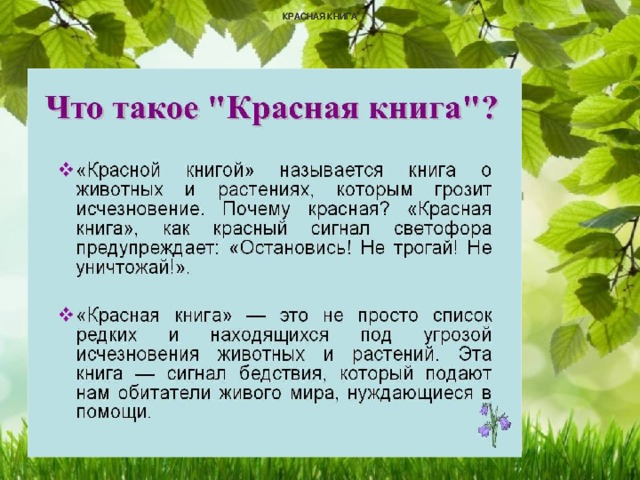 КРАСНАЯ КНИГА
Что такое "Красная книга"?
❖«Красной книгой» называется книга о
животных и растениях, которым грозит
исчезновение. Почему красная? «Красная
книга», как красный сигнал светофора
предупреждает: «Остановись! Не трогай! Не
уничтожай!».
❖«Красная книга» — это не просто список
редких и находящихся под угрозой
исчезновения животных и растений. Эта
книга — сигнал бедствия, который подают
нам обитатели живого мира, нуждающиеся в
помощи.